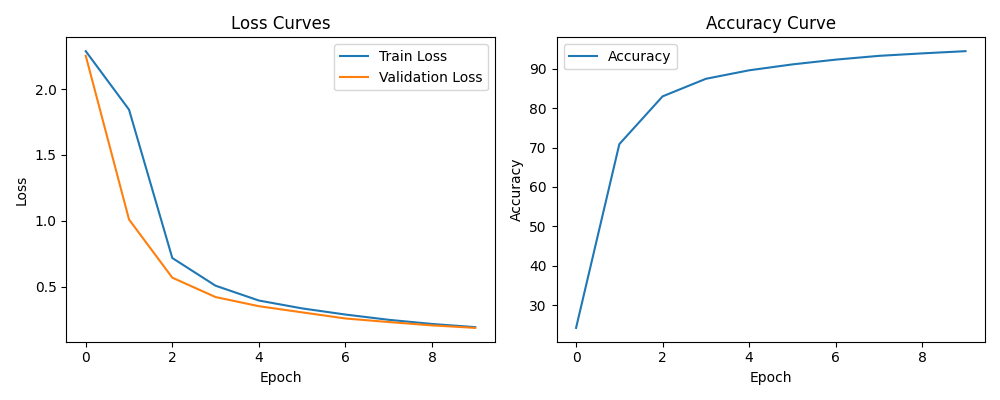 Loss Curves
Train Loss
Validation Loss
2.0
1.5
1.0
0.5
Loss
0 2 4 6 8
Epoch
Accuracy Curve
Accuracy
90
80
70
60
50
40
30
Accuracy
0 2 4 6 8
Epoch